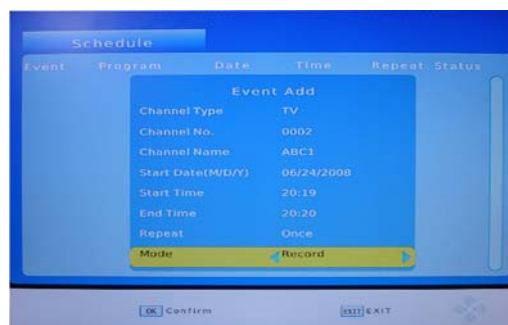 Schedule
Event Program Date Time Repeat Status
Event Add
Channel Type TV
Channel No. 0002
Channel Name ABC1
Start Date(M/D/Y) 06/24/2008
Start Time 20:19
End Time 20:20
Repeat Once
Mode Record
OK Confirm EXIT EXIT